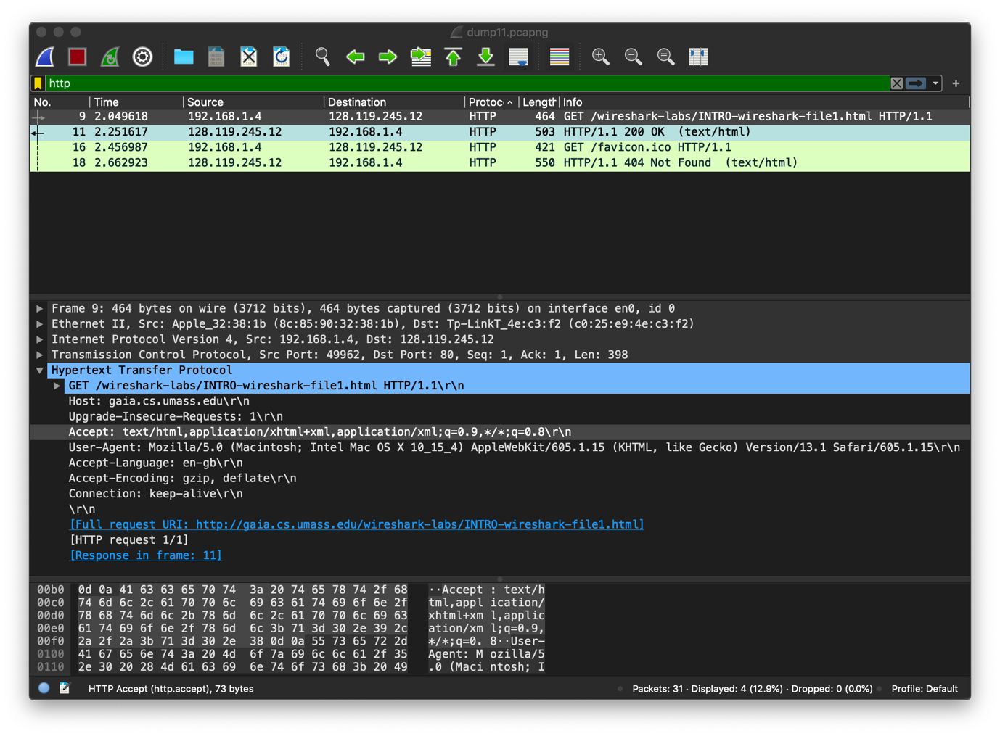 dump11.pcapng
http
No. Time Source Destination Protoc Length Info
9 2.049618 192.168.1.4 128.119.245.12 HTTP 464 GET /wireshark-labs/INTRO-wireshark-file1.html HTTP/1.1
11 2.251617 128.119.245.12 192.168.1.4 HTTP 503 HTTP/1.1 200 OK  (text/html)
16 2.456987 192.168.1.4 128.119.245.12 HTTP 421 GET /favicon.ico HTTP/1.1
18 2.662923 128.119.245.12 192.168.1.4 HTTP 550 HTTP/1.1 404 Not Found  (text/html)
Frame 9: 464 bytes on wire (3712 bits), 464 bytes captured (3712 bits) on interface en0, id 0
Ethernet II, Src: Apple_32:38:1b (8c:85:90:32:38:1b), Dst: Tp-LinkT_4e:c3:f2 (c0:25:e9:4e:c3:f2)
Internet Protocol Version 4, Src: 192.168.1.4, Dst: 128.119.245.12
Transmission Control Protocol, Src Port: 49962, Dst Port: 80, Seq: 1, Ack: 1, Len: 398
Hypertext Transfer Protocol
GET /wireshark-labs/INTRO-wireshark-file1.html HTTP/1.1\r\n
Host: gaia.cs.umass.edu\r\n
Upgrade-Insecure-Requests: 1\r\n
Accept: text/html,application/xhtml+xml,application/xml;q=0.9,*/*;q=0.8\r\n
User-Agent: Mozilla/5.0 (Macintosh; Intel Mac OS X 10_15_4) AppleWebKit/605.1.15 (KHTML, like Gecko) Version/13.1 Safari/605.1.15\r\n
Accept-Language: en-gb\r\n
Accept-Encoding: gzip, deflate\r\n
Connection: keep-alive\r\n
\r\n
[Full request URI: http://gaia.cs.umass.edu/wireshark-labs/INTRO-wireshark-file1.html]
[HTTP request 1/1]
[Response in frame: 11]
00b0 0d 0a 41 63 63 65 70 74 3a 20 74 65 78 74 2f 68 ··Accept : text/h
00c0 74 6d 6c 2c 61 70 70 6c 69 63 61 74 69 6f 6e 2f tml,appl ication/
00d0 78 68 74 6d 6c 2b 78 6d 6c 2c 61 70 70 6c 69 63 xhtml+xm l,applic
00e0 61 74 69 6f 6e 2f 78 6d 6c 3b 71 3d 30 2e 39 2c ation/xm l;q=0.9,
00f0 2a 2f 2a 3b 71 3d 30 2e 38 0d 0a 55 73 65 72 2d */*;q=0. 8··User-
0100 41 67 65 6e 74 3a 20 4d 6f 7a 69 6c 6c 61 2f 35 Agent: M ozilla/5
0110 2e 30 20 28 4d 61 63 69 6e 74 6f 73 68 3b 20 49 .0 (Maci ntosh; I
HTTP Accept (http.accept), 73 bytes
Packets: 31 · Displayed: 4 (12.9%) · Dropped: 0 (0.0%)
Profile: Default